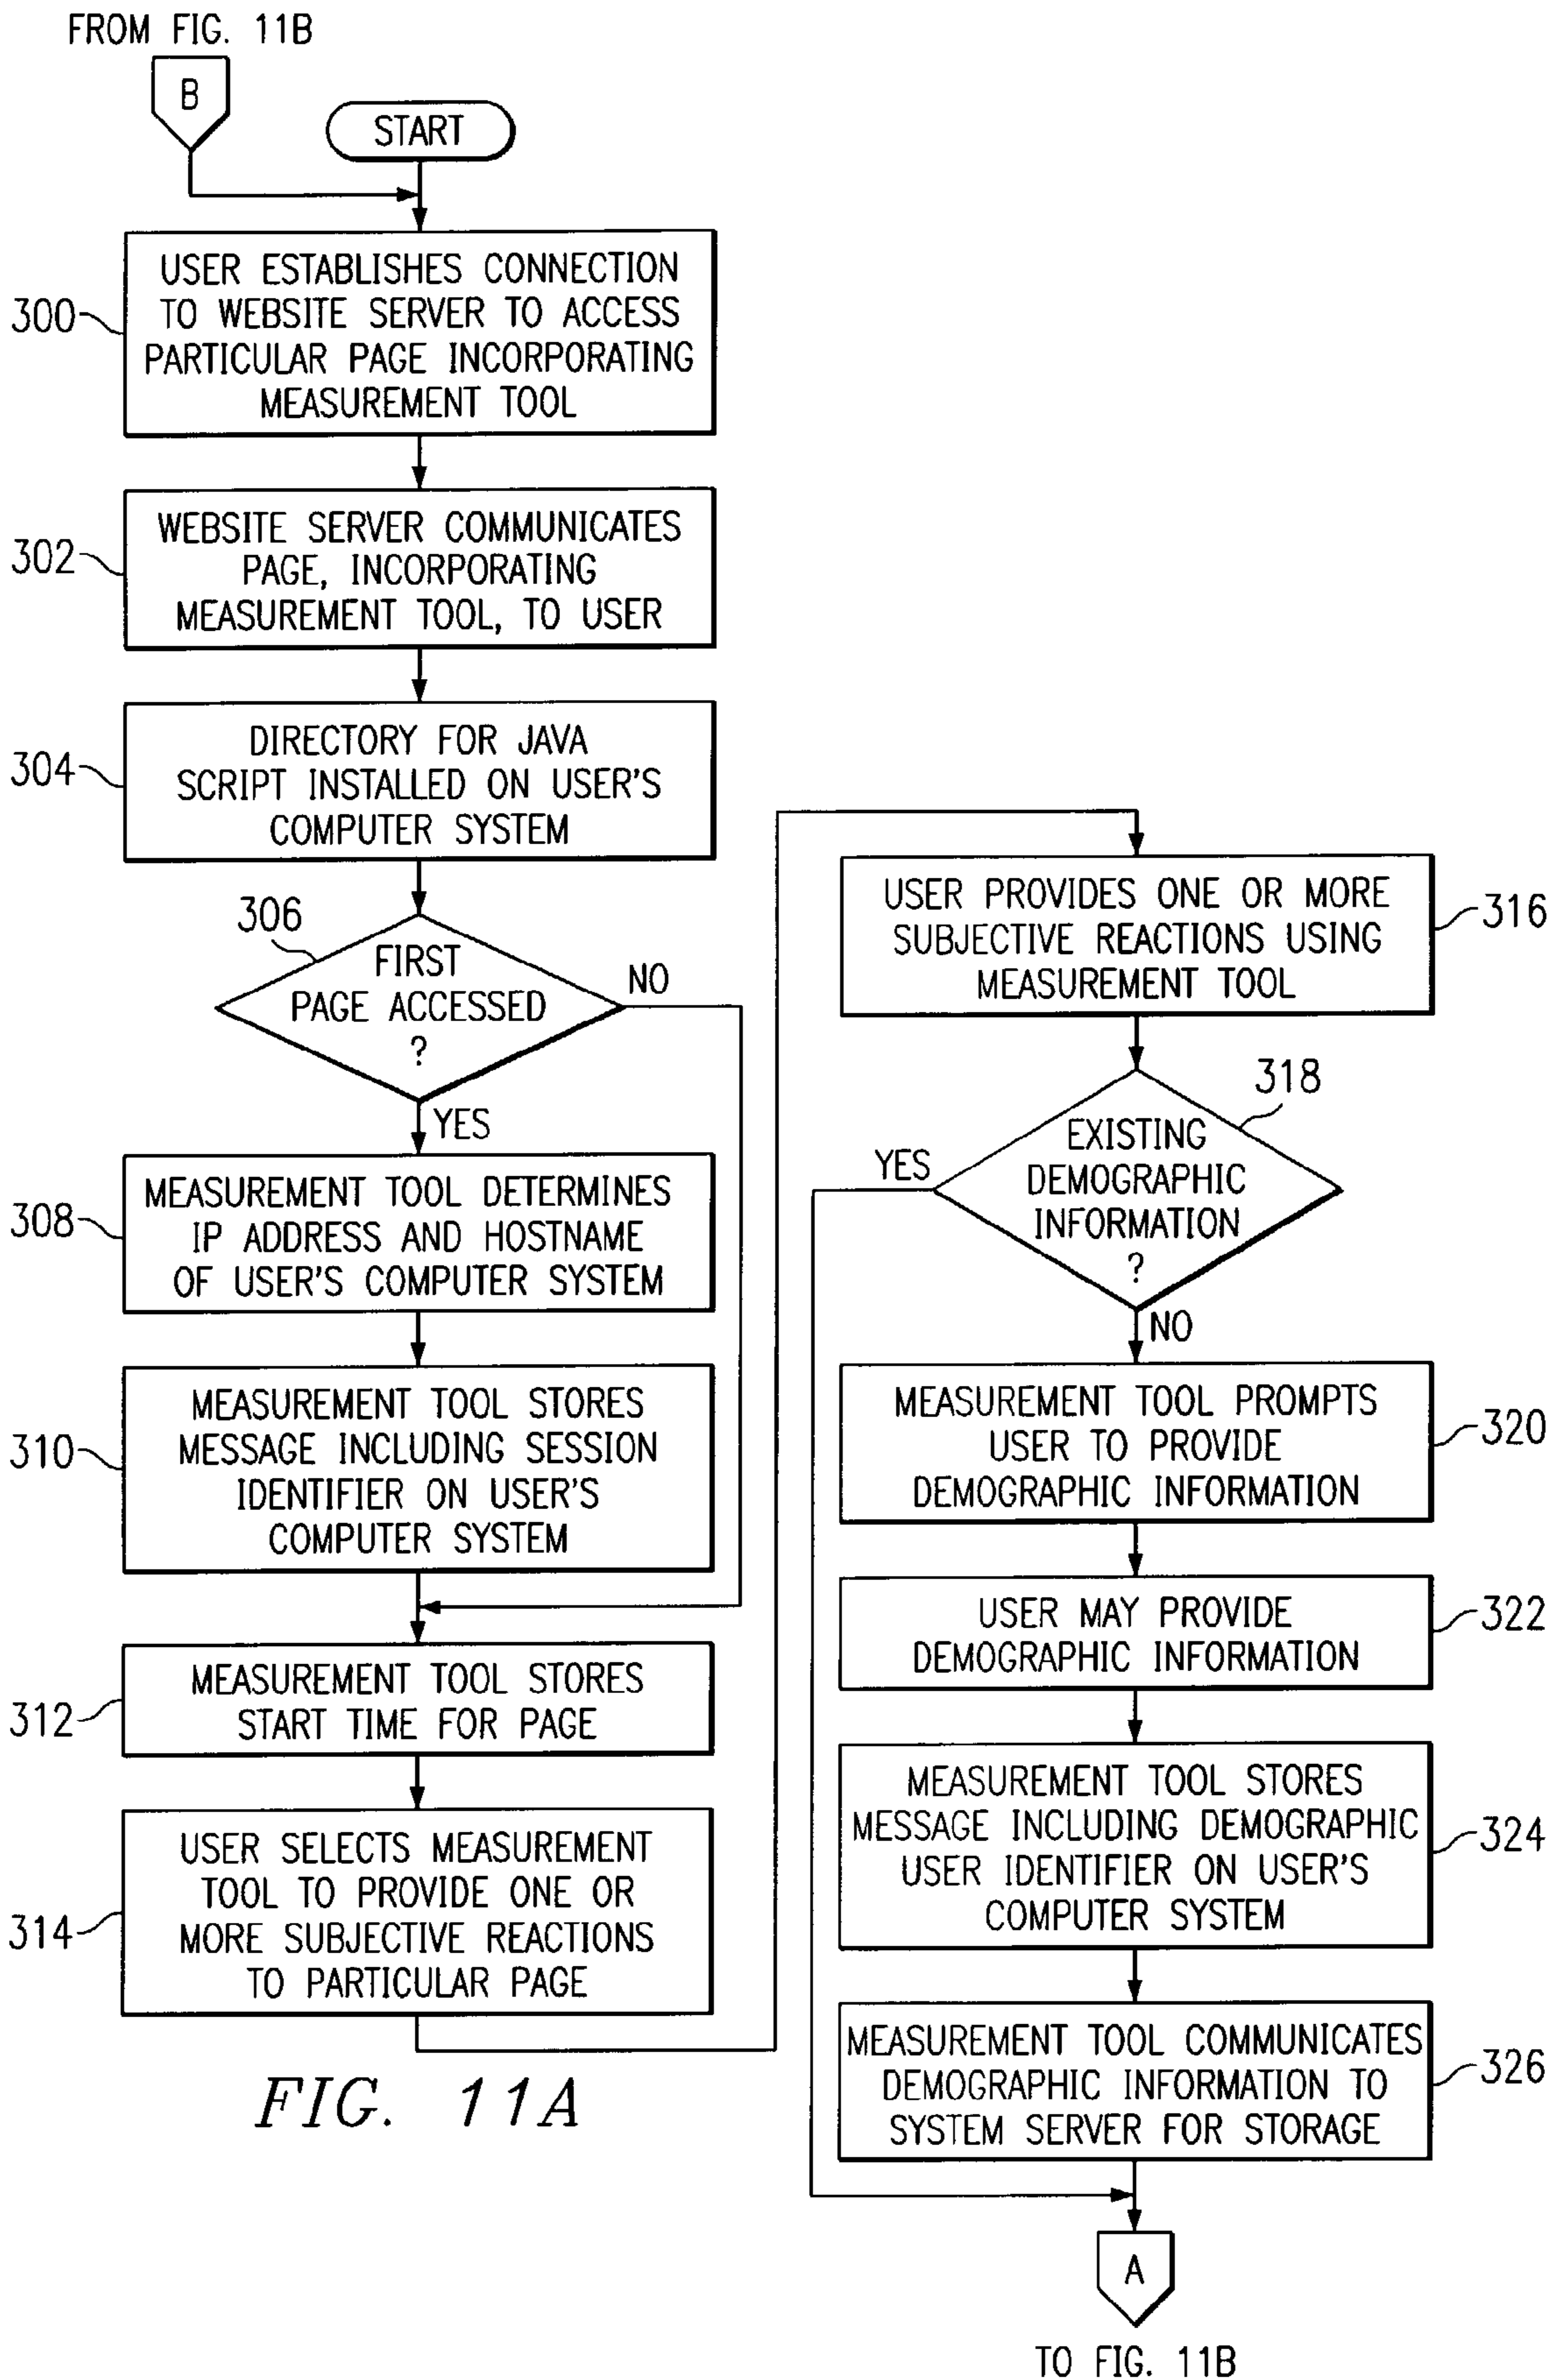 FROM FIG. 11B
B
START
300
USER ESTABLISHES CONNECTION
TO WEBSITE SERVER TO ACCESS
PARTICULAR PAGE INCORPORATING
MEASUREMENT TOOL
302
WEBSITE SERVER COMMUNICATES
PAGE, INCORPORATING
MEASUREMENT TOOL, TO USER
304
DIRECTORY FOR JAVA
SCRIPT INSTALLED ON USER'S
COMPUTER SYSTEM
306
FIRST
PAGE ACCESSED
?
NO
YES
308
MEASUREMENT TOOL DETERMINES
IP ADDRESS AND HOSTNAME
OF USER'S COMPUTER SYSTEM
310
MEASUREMENT TOOL STORES
MESSAGE INCLUDING SESSION
IDENTIFIER ON USER'S
COMPUTER SYSTEM
312
MEASUREMENT TOOL STORES
START TIME FOR PAGE
314
USER SELECTS MEASUREMENT
TOOL TO PROVIDE ONE OR
MORE SUBJECTIVE REACTIONS
TO PARTICULAR PAGE
FIG. 11A
USER PROVIDES ONE OR MORE
SUBJECTIVE REACTIONS USING
MEASUREMENT TOOL
316
318
EXISTING
DEMOGRAPHIC
INFORMATION
?
YES
NO
MEASUREMENT TOOL PROMPTS
USER TO PROVIDE
DEMOGRAPHIC INFORMATION
320
USER MAY PROVIDE
DEMOGRAPHIC INFORMATION
322
MEASUREMENT TOOL STORES
MESSAGE INCLUDING DEMOGRAPHIC
USER IDENTIFIER ON USER'S
COMPUTER SYSTEM
324
MEASUREMENT TOOL COMMUNICATES
DEMOGRAPHIC INFORMATION TO
SYSTEM SERVER FOR STORAGE
326
A
TO FIG. 11B